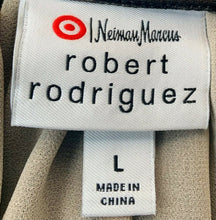 | Neiman Marcus
robert
rodriguez
L
MADE IN
CHINA